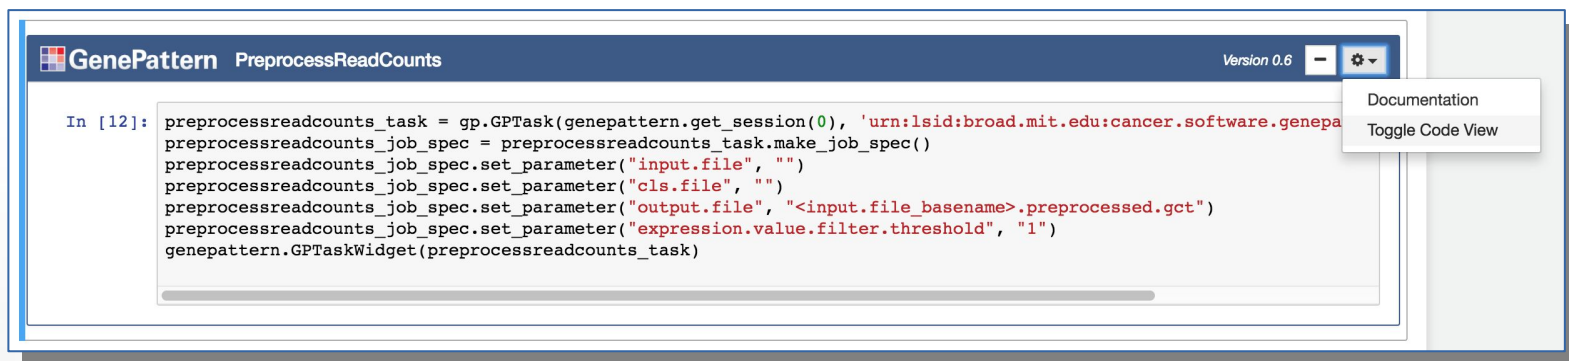 GenePattern PreprocessReadCounts Version 0.6
Documentation
Toggle Code View
In [12]: preprocessreadcounts_task = gp.GPTask(genepattern.get_session(0), 'urn:lsid:broad.mit.edu:cancer.software.genepa
preprocessreadcounts_job_spec = preprocessreadcounts_task.make_job_spec()
preprocessreadcounts_job_spec.set_parameter("input.file", "")
preprocessreadcounts_job_spec.set_parameter("cls.file", "")
preprocessreadcounts_job_spec.set_parameter("output.file", "<input.file_basename>.preprocessed.gct")
preprocessreadcounts_job_spec.set_parameter("expression.value.filter.threshold", "1")
genepattern.GPTaskWidget(preprocessreadcounts_task)